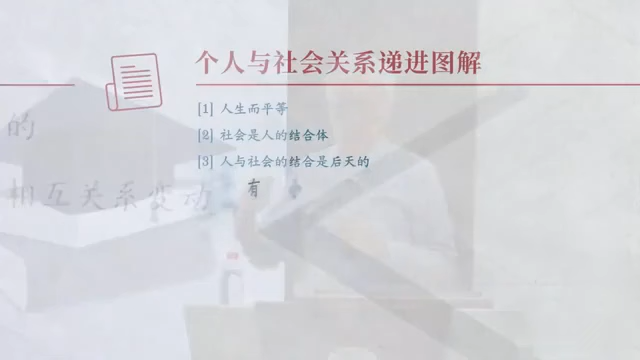 个人与社会关系递进图解
[1] 人生而平等
[2] 社会是人的结合体
[3] 人与社会的结合是后天的
有
的
相互关系变动